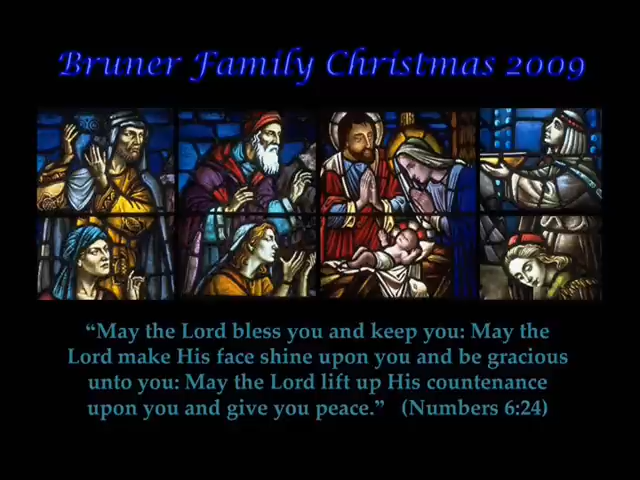 Bruner Family Christmas 2009
“May the Lord bless you and keep you: May the
Lord make His face shine upon you and be gracious
unto you: May the Lord lift up His countenance
upon you and give you peace.” (Numbers 6:24)